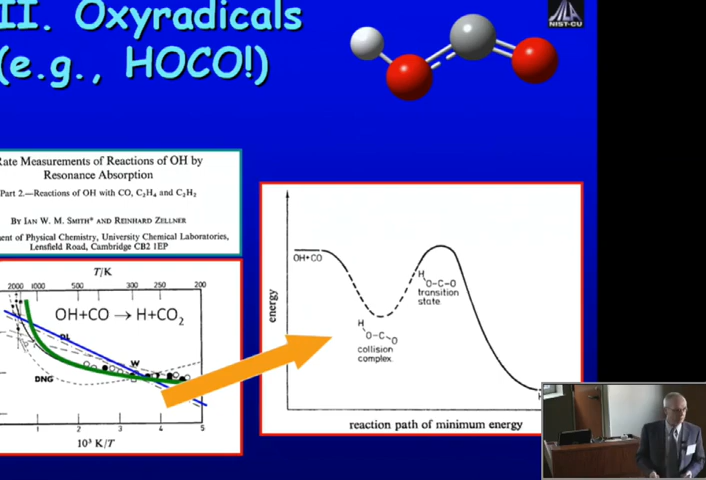 II. Oxyradicals
(e.g., HOCO!)
NIST-CU
Rate Measurements of Reactions of OH by
Resonance Absorption
Part 2.—Reactions of OH with CO, C₂H₄ and C₂H₂
BY IAN W. M. SMITH* AND REINHARD ZELLNER
ent of Physical Chemistry, University Chemical Laboratories,
Lensfield Road, Cambridge CB2 1EP
T/K
2000 1000 500 300 250 200
OH+CO → H+CO₂
DL
W
DNG
1 2 3 4 5
10³ K/T
energy
OH+CO
H
O-C-O
transition
state
H
O-C-O
collision
complex
H
reaction path of minimum energy